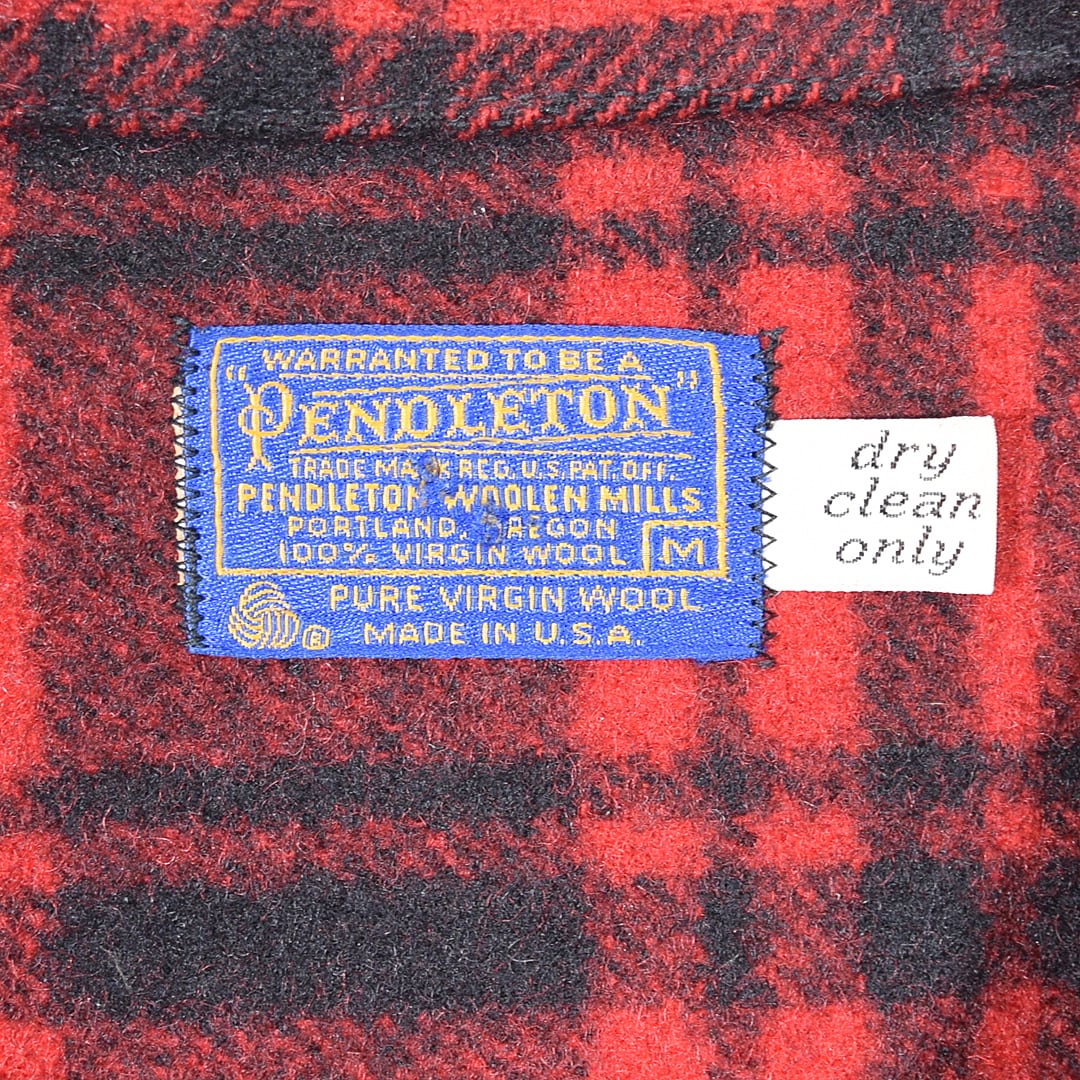 WARRANTED TO BE A
"PENDLETON"
TRADE MARK REG. U.S. PAT. OFF.
PENDLETON WOOLEN MILLS
PORTLAND, OREGON
100% VIRGIN WOOL M
PURE VIRGIN WOOL
® MADE IN U.S.A.
dry
clean
only